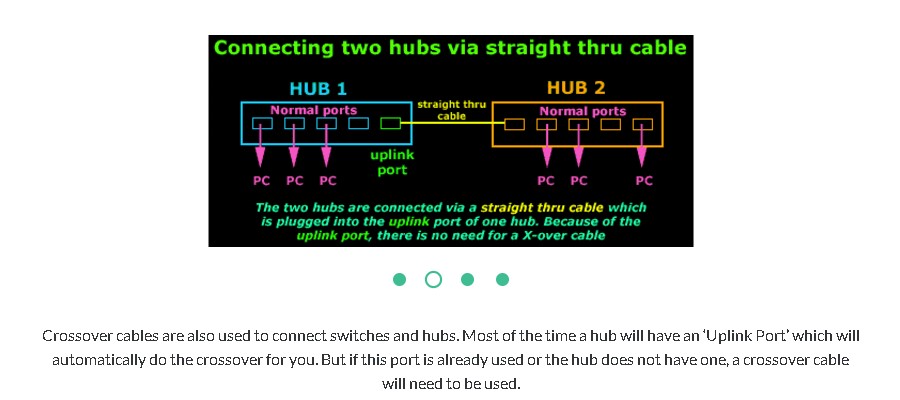 Connecting two hubs via straight thru cable
HUB 1
HUB 2
Normal ports
straight thru
cable
Normal ports
uplink
port
PC PC PC
PC PC PC
The two hubs are connected via a straight thru cable which
is plugged into the uplink port of one hub. Because of the
uplink port, there is no need for a X-over cable
Crossover cables are also used to connect switches and hubs. Most of the time a hub will have an ‘Uplink Port’ which will
automatically do the crossover for you. But if this port is already used or the hub does not have one, a crossover cable
will need to be used.